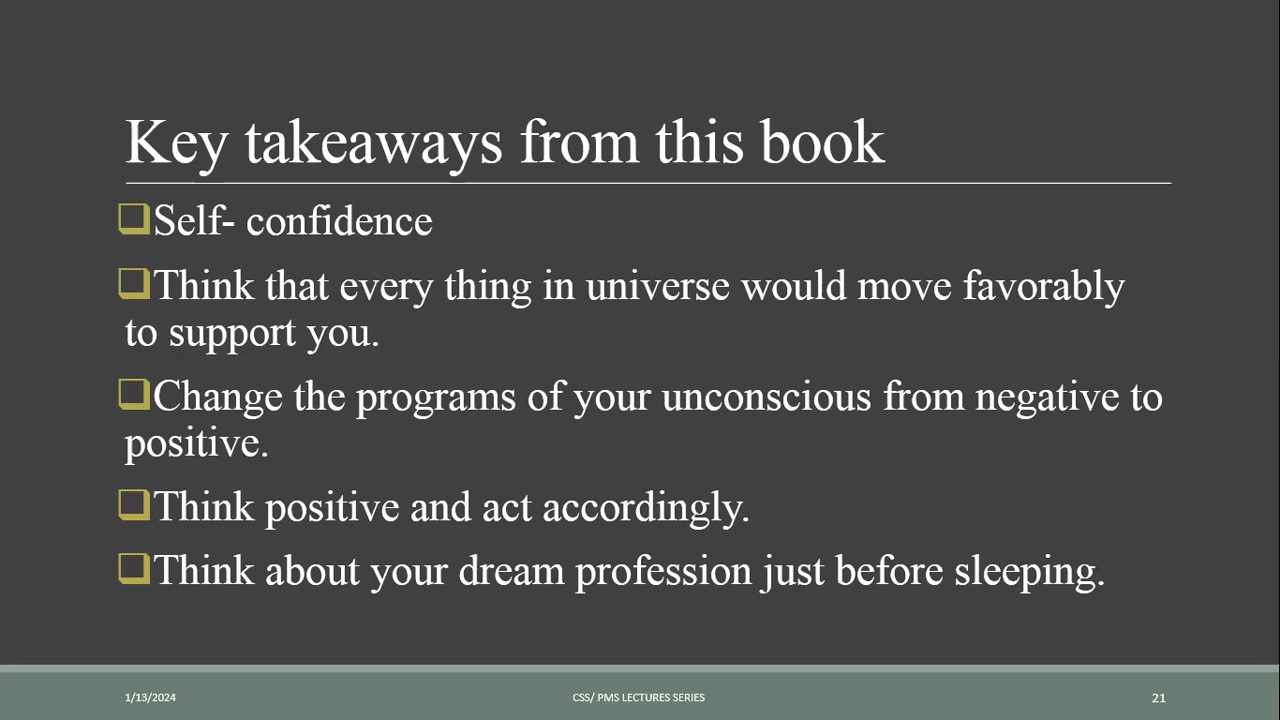 Key takeaways from this book
Self- confidence
Think that every thing in universe would move favorably
to support you.
Change the programs of your unconscious from negative to
positive.
Think positive and act accordingly.
Think about your dream profession just before sleeping.
1/13/2024
CSS/ PMS LECTURES SERIES
21